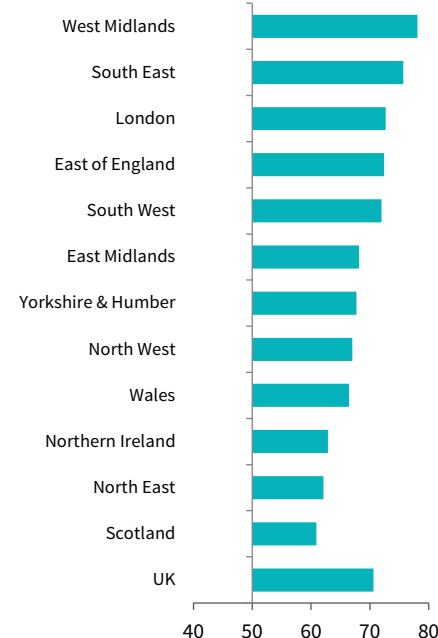 West Midlands
South East
London
East of England
South West
East Midlands
Yorkshire & Humber
North West
Wales
Northern Ireland
North East
Scotland
UK
40 50 60 70 80